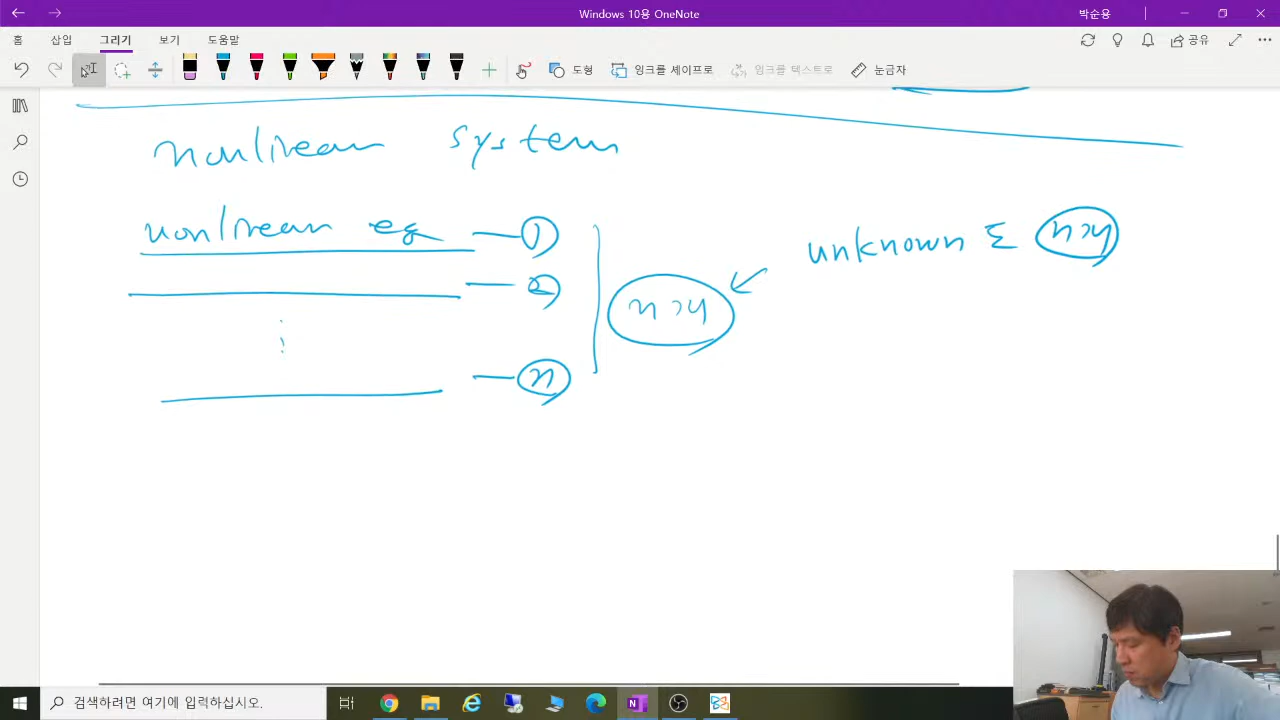 Windows 10용 OneNote
박순용
홈 삽입 그리기 보기 도움말
공유
도형 잉크를 셰이프로 잉크를 텍스트로 눈금자
nonlinear system
nonlinear eq ①
②
⋮
ⓝ
n개
unknown도 n개
검색하려면 여기에 입력하십시오.